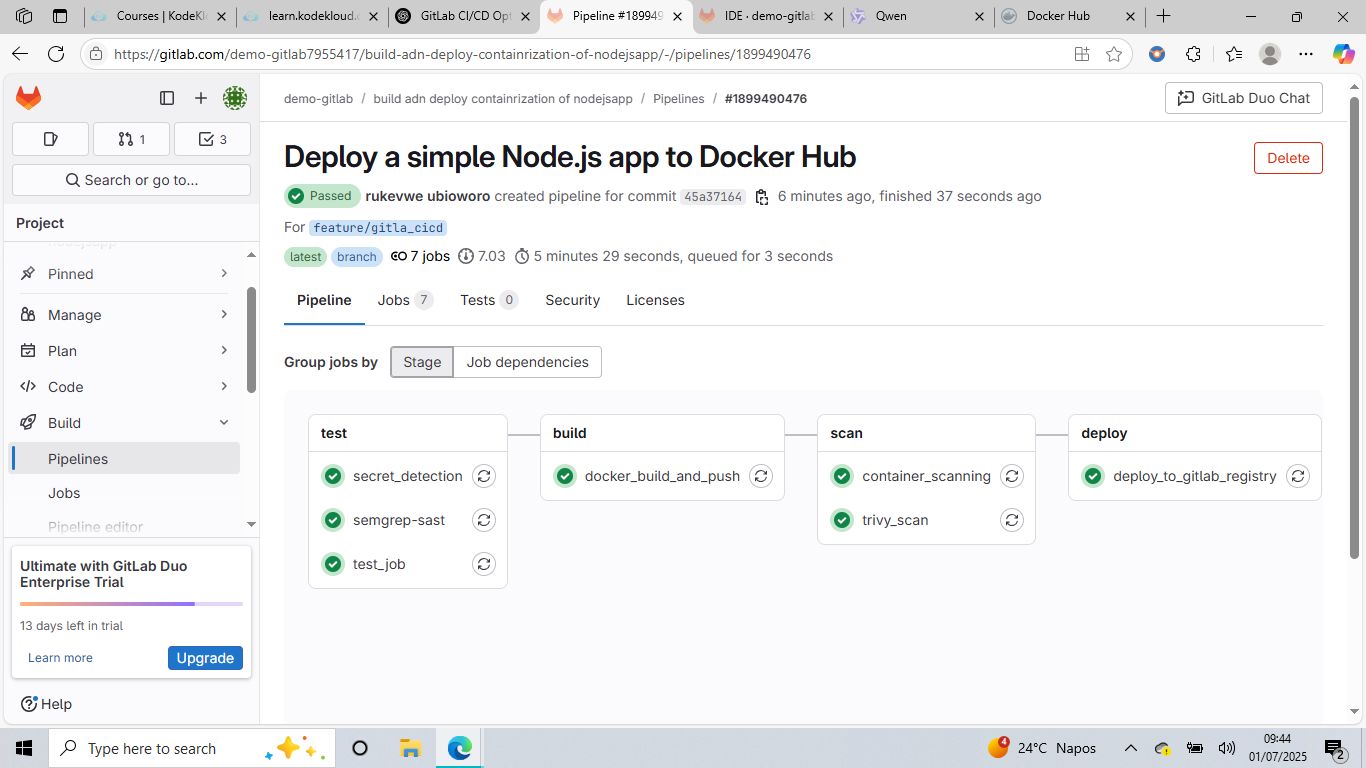 Courses | KodeKl
learn.kodekloud.c
GitLab CI/CD Opt
Pipeline #189949
IDE · demo-gitlab
Qwen
Docker Hub
https://gitlab.com/demo-gitlab7955417/build-adn-deploy-containrization-of-nodejsapp/-/pipelines/1899490476
demo-gitlab / build adn deploy containrization of nodejsapp / Pipelines / #1899490476
GitLab Duo Chat
1
3
Search or go to...
Project
nodejsapp
Pinned
Manage
Plan
Code
Build
Pipelines
Jobs
Pipeline editor
Ultimate with GitLab Duo
Enterprise Trial
13 days left in trial
Learn more
Upgrade
Help
Deploy a simple Node.js app to Docker Hub
Delete
Passed rukevwe ubioworo created pipeline for commit 45a37164 6 minutes ago, finished 37 seconds ago
For feature/gitla_cicd
latest branch 7 jobs 7.03 5 minutes 29 seconds, queued for 3 seconds
Pipeline Jobs 7 Tests 0 Security Licenses
Group jobs by Stage Job dependencies
test
secret_detection
semgrep-sast
test_job
build
docker_build_and_push
scan
container_scanning
trivy_scan
deploy
deploy_to_gitlab_registry
Type here to search
4
24°C Napos
09:44
01/07/2025
2